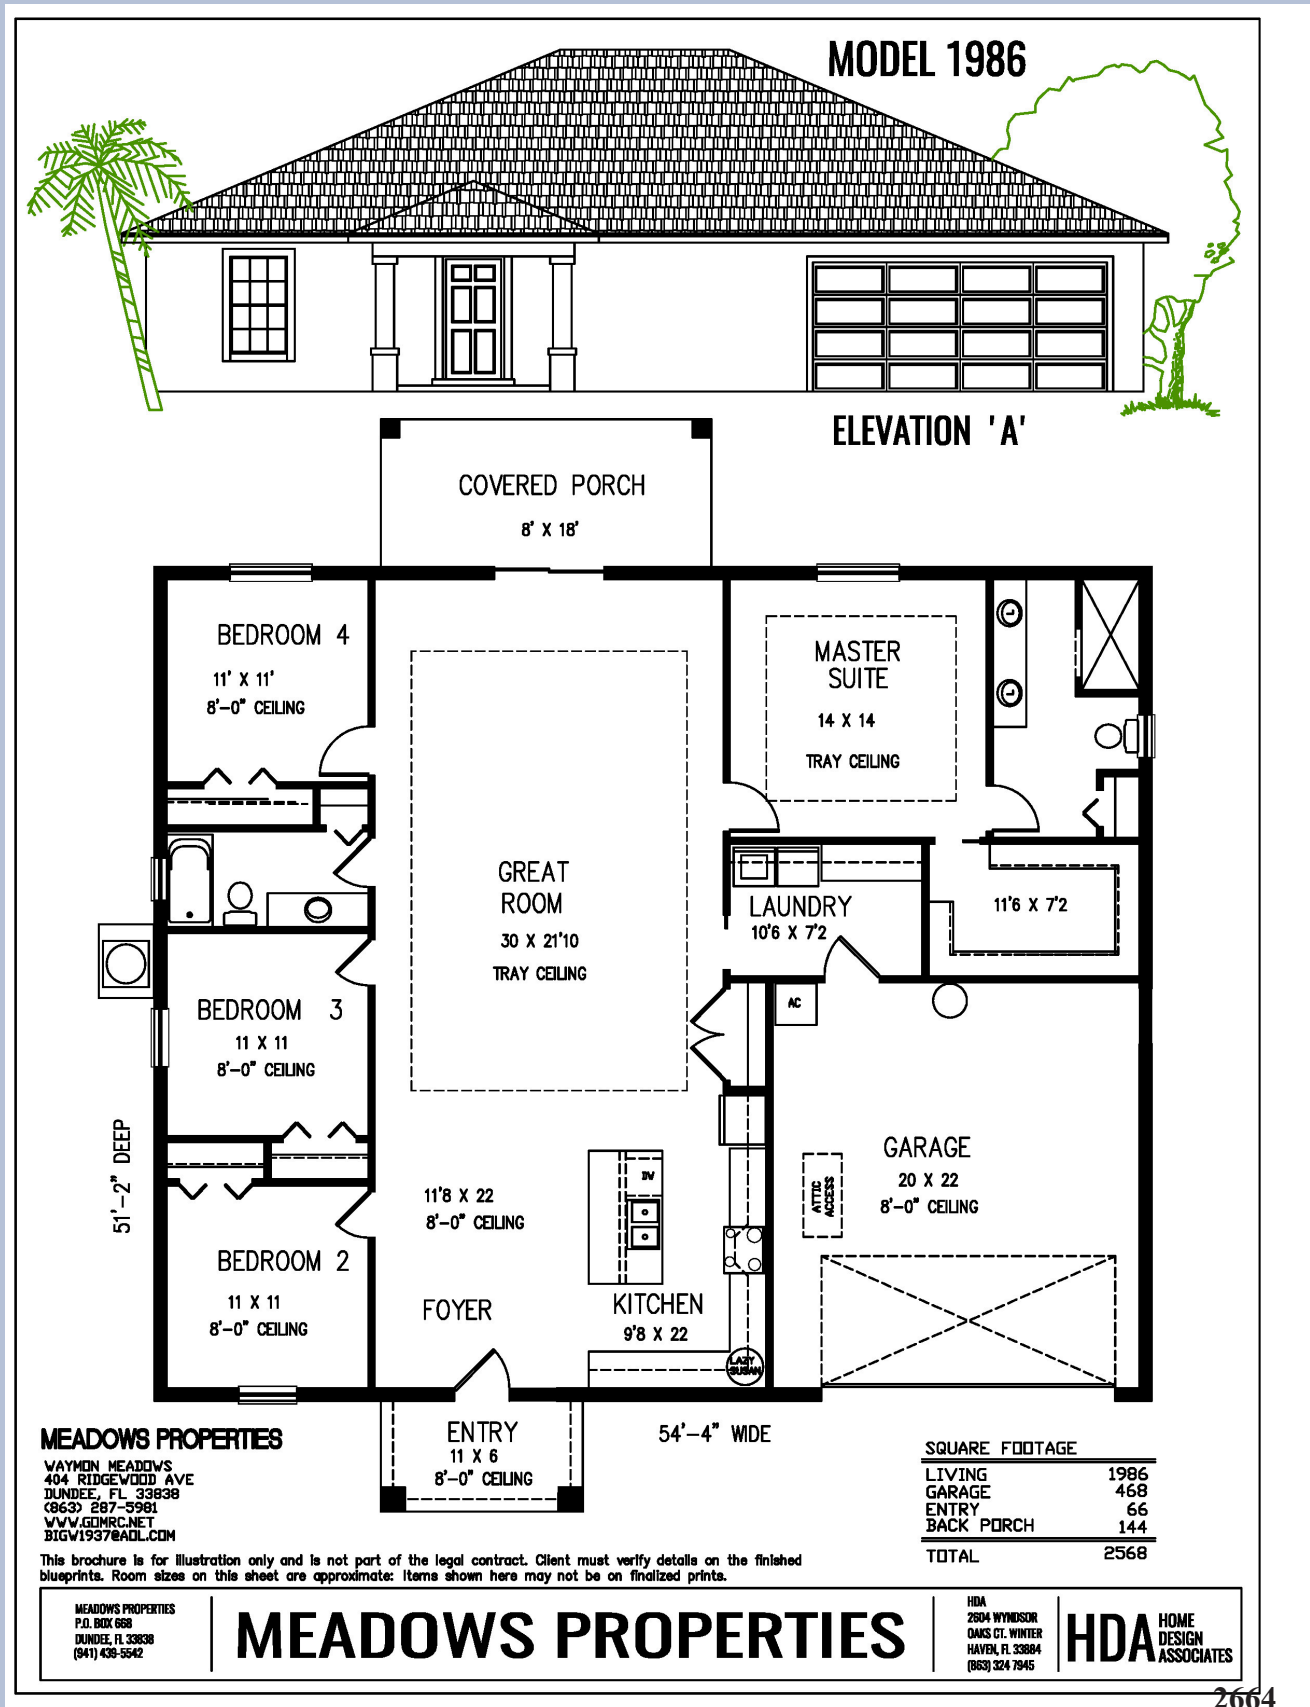 MODEL 1986
ELEVATION 'A'
COVERED PORCH
8' X 18'
BEDROOM 4
11' X 11'
8'-0" CEILING
MASTER
SUITE
14 X 14
TRAY CEILING
GREAT
ROOM
30 X 21'10
TRAY CEILING
LAUNDRY
10'6 X 7'2
11'6 X 7'2
BEDROOM 3
11 X 11
8'-0" CEILING
AC
51'-2" DEEP
GARAGE
20 X 22
8'-0" CEILING
ATTIC
ACCESS
DW
11'8 X 22
8'-0" CEILING
BEDROOM 2
11 X 11
8'-0" CEILING
FOYER
KITCHEN
9'8 X 22
LAZY
SUSAN
ENTRY
11 X 6
8'-0" CEILING
54'-4" WIDE
MEADOWS PROPERTIES
WAYMON MEADOWS
404 RIDGEWOOD AVE
DUNDEE, FL 33838
(863) 287-5981
WWW.GOMRC.NET
BIGW1937@AOL.COM
SQUARE FOOTAGE
LIVING 1986
GARAGE 468
ENTRY 66
BACK PORCH 144
TOTAL 2568
This brochure is for illustration only and is not part of the legal contract. Client must verify details on the finished
blueprints. Room sizes on this sheet are approximate: Items shown here may not be on finalized prints.
MEADOWS PROPERTIES
P.O. BOX 668
DUNDEE, FL 33838
(941) 439-5542
MEADOWS PROPERTIES
HDA
2604 WYNDSOR
OAKS CT. WINTER
HAVEN, FL 33884
(863) 324 7945
HDA HOME
DESIGN
ASSOCIATES
2664